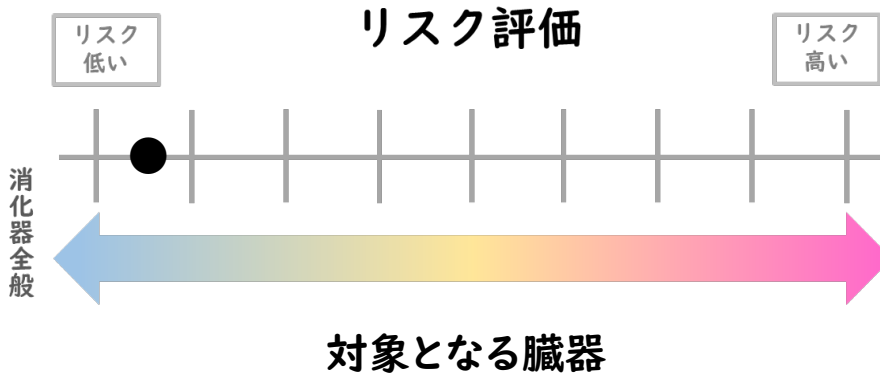 リスク評価
リスク
低い
リスク
高い
消化器全般
対象となる臓器